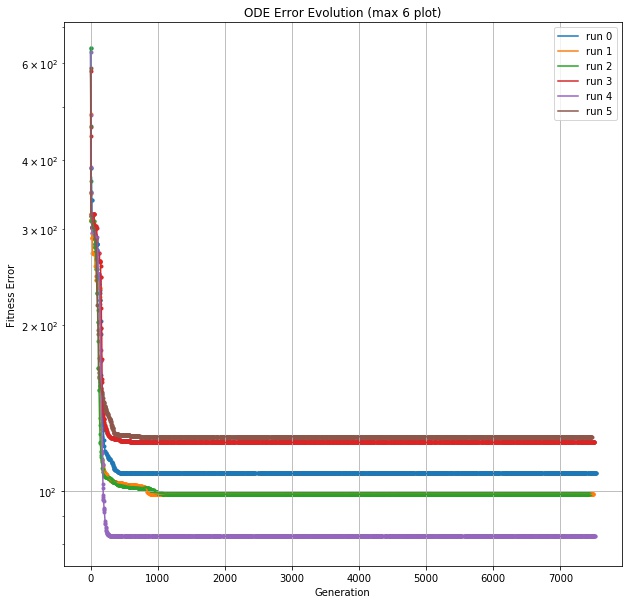 ODE Error Evolution (max 6 plot)
run 0
run 1
run 2
run 3
run 4
run 5
6 × 10²
4 × 10²
3 × 10²
2 × 10²
10²
Fitness Error
0 1000 2000 3000 4000 5000 6000 7000
Generation